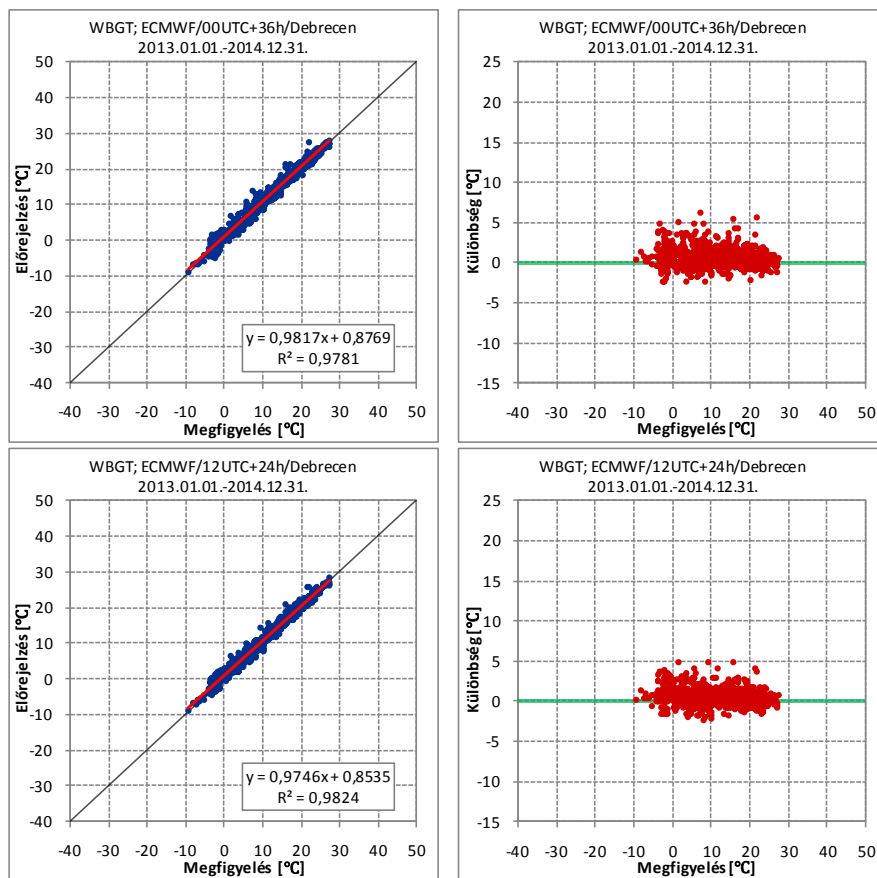 WBGT; ECMWF/00UTC+36h/Debrecen
2013.01.01.-2014.12.31.
Előrejelzés [°C]
50
40
30
20
10
0
-10
-20
-30
-40
y = 0,9817x + 0,8769
R² = 0,9781
-40 -30 -20 -10 0 10 20 30 40 50
Megfigyelés [°C]
WBGT; ECMWF/00UTC+36h/Debrecen
2013.01.01.-2014.12.31.
Különbség [°C]
25
20
15
10
5
0
-5
-10
-15
-40 -30 -20 -10 0 10 20 30 40 50
Megfigyelés [°C]
WBGT; ECMWF/12UTC+24h/Debrecen
2013.01.01.-2014.12.31.
Előrejelzés [°C]
50
40
30
20
10
0
-10
-20
-30
-40
y = 0,9746x + 0,8535
R² = 0,9824
-40 -30 -20 -10 0 10 20 30 40 50
Megfigyelés [°C]
WBGT; ECMWF/12UTC+24h/Debrecen
2013.01.01.-2014.12.31.
Különbség [°C]
25
20
15
10
5
0
-5
-10
-15
-40 -30 -20 -10 0 10 20 30 40 50
Megfigyelés [°C]